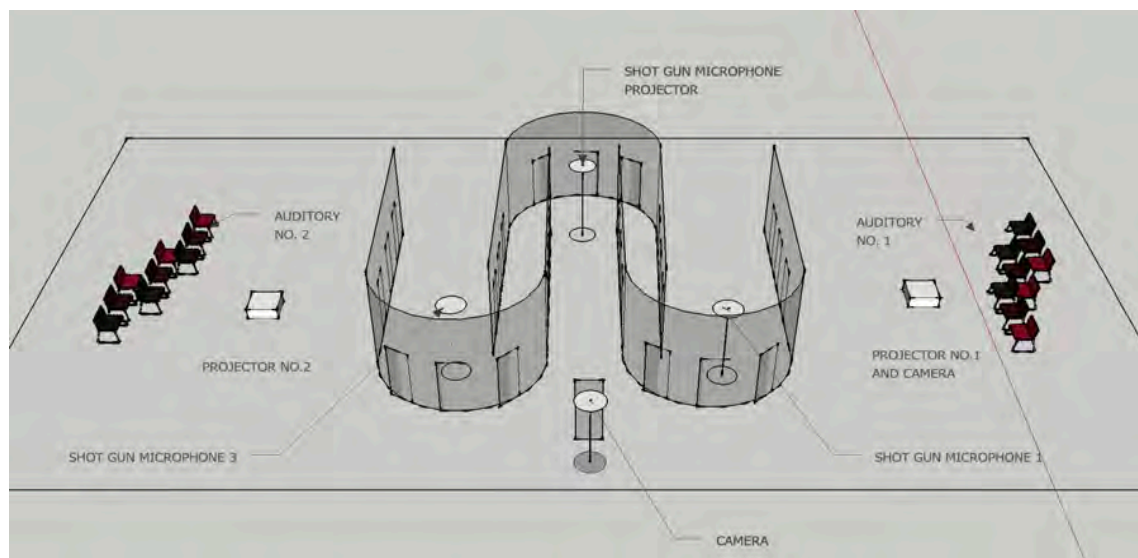 SHOT GUN MICROPHONE
PROJECTOR
AUDITORY
NO. 2
AUDITORY
NO. 1
PROJECTOR NO.2
PROJECTOR NO.1
AND CAMERA
SHOT GUN MICROPHONE 3
SHOT GUN MICROPHONE 1
CAMERA